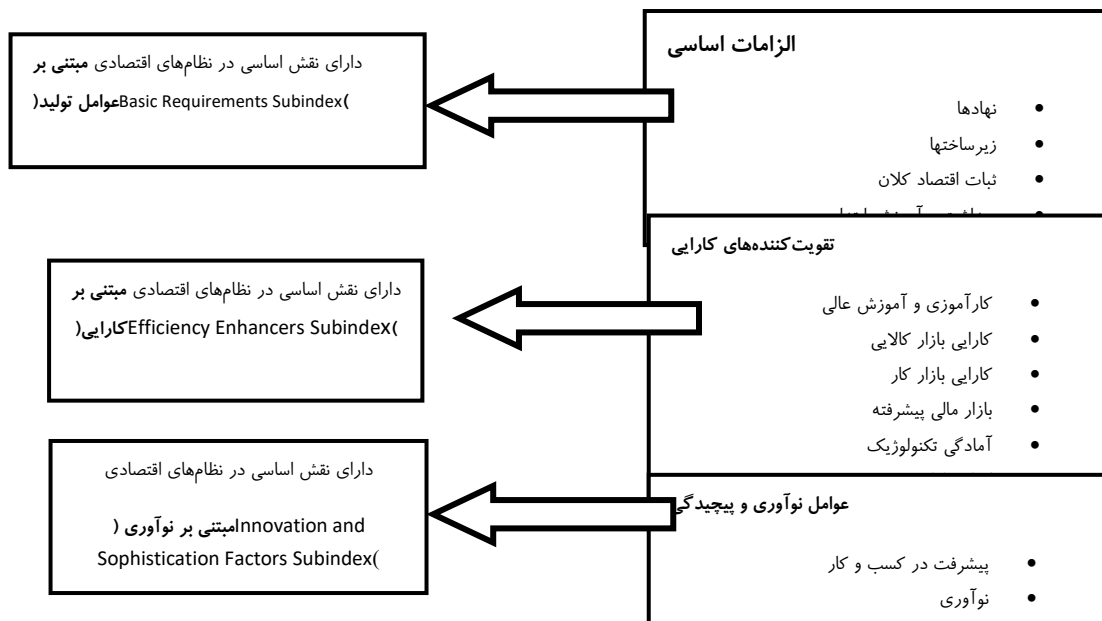 الزامات اساسی
نهادها
زیرساختها
ثبات اقتصاد کلان
دارای نقش اساسی در نظام‌های اقتصادی مبتنی بر
عوامل تولید(Basic Requirements Subindex)
تقویت‌کننده‌های کارایی
کارآموزی و آموزش عالی
کارایی بازار کالایی
کارایی بازار کار
بازار مالی پیشرفته
آمادگی تکنولوژیک
دارای نقش اساسی در نظام‌های اقتصادی مبتنی بر
کارایی(Efficiency Enhancers Subindex)
عوامل نوآوری و پیچیدگی
پیشرفت در کسب و کار
نوآوری
دارای نقش اساسی در نظام‌های اقتصادی
مبتنی بر نوآوری (Innovation and
Sophistication Factors Subindex)